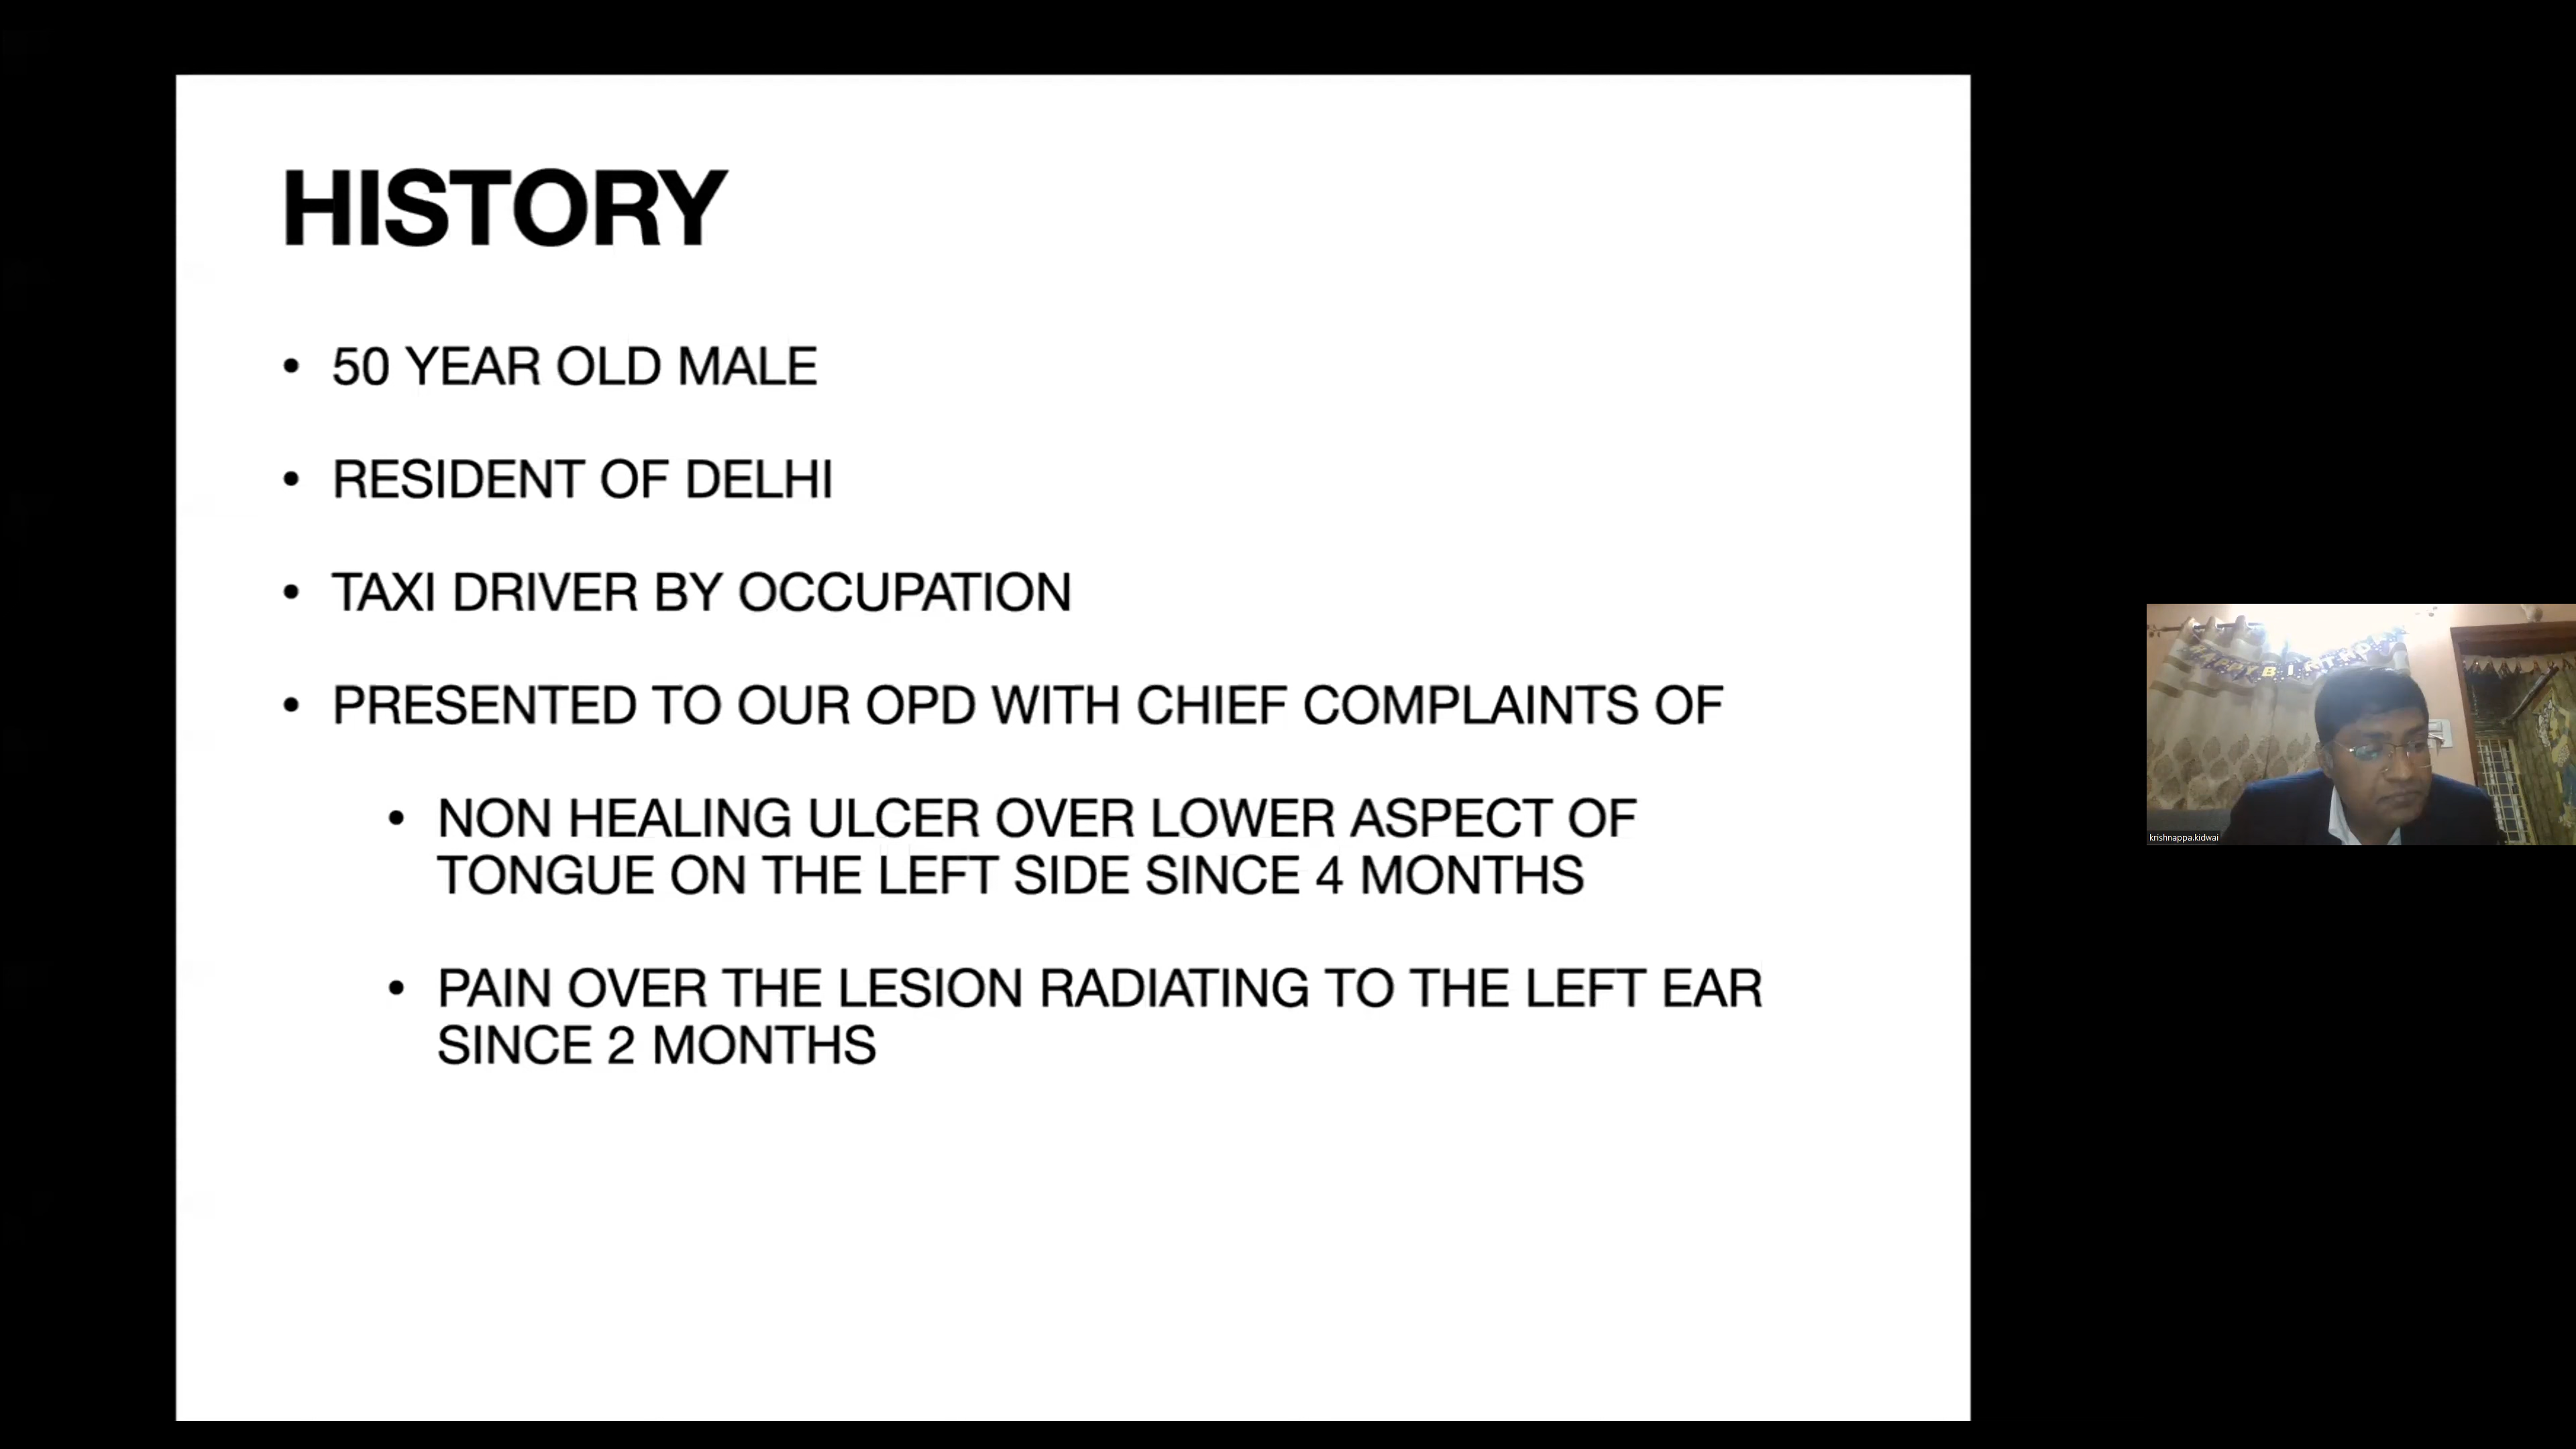 HISTORY
• 50 YEAR OLD MALE
• RESIDENT OF DELHI
• TAXI DRIVER BY OCCUPATION
• PRESENTED TO OUR OPD WITH CHIEF COMPLAINTS OF
• NON HEALING ULCER OVER LOWER ASPECT OF
TONGUE ON THE LEFT SIDE SINCE 4 MONTHS
• PAIN OVER THE LESION RADIATING TO THE LEFT EAR
SINCE 2 MONTHS
HAPPY BIRTHD
krishnappa.kidwai